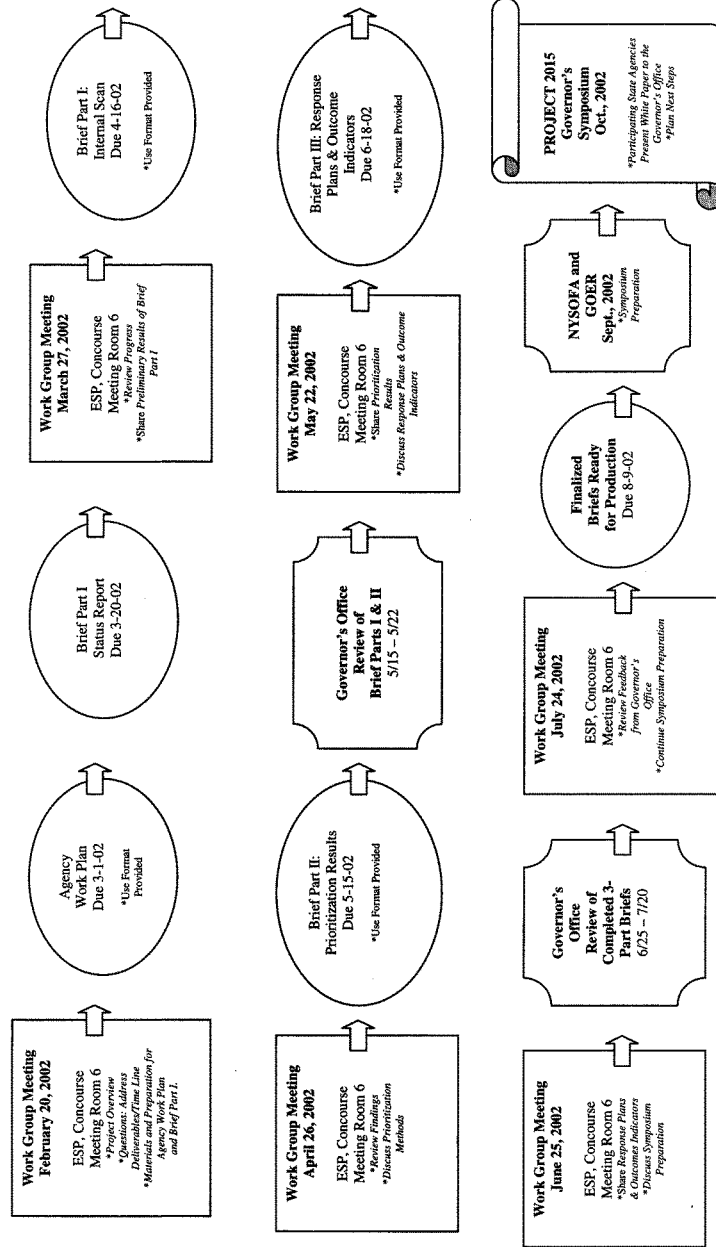 Work Group Meeting
February 20, 2002
ESP, Concourse
Meeting Room 6
*Project Overview
*Questions: Address
Deliverables/Time Line
*Materials and Preparation for
Agency Work Plan
and Brief Part I.
Agency
Work Plan
Due 3-1-02
*Use Format
Provided
Brief Part I
Status Report
Due 3-20-02
Work Group Meeting
March 27, 2002
ESP, Concourse
Meeting Room 6
*Review Progress
*Share Preliminary Results of Brief
Part I
Brief Part I:
Internal Scan
Due 4-16-02
*Use Format Provided
Work Group Meeting
April 26, 2002
ESP, Concourse
Meeting Room 6
*Review Findings
*Discuss Prioritization
Methods
Brief Part II:
Prioritization Results
Due 5-15-02
*Use Format Provided
Governor's Office
Review of
Brief Parts I & II
5/15 – 5/22
Work Group Meeting
May 22, 2002
ESP, Concourse
Meeting Room 6
*Share Prioritization
Results
*Discuss Response Plans & Outcome
Indicators
Brief Part III: Response
Plans & Outcome
Indicators
Due 6-18-02
*Use Format Provided
Work Group Meeting
June 25, 2002
ESP, Concourse
Meeting Room 6
*Share Response Plans
& Outcomes Indicators
*Discuss Symposium
Preparation
Governor's
Office
Review of
Completed 3-
Part Briefs
6/25 – 7/20
Work Group Meeting
July 24, 2002
ESP, Concourse
Meeting Room 6
*Review Feedback
from Governor's
Office
*Continue Symposium Preparation
Finalized
Briefs Ready
for Production
Due 8-9-02
NYSOFA and
GOER
Sept., 2002
*Symposium
Preparation
PROJECT 2015
Governor's
Symposium
Oct., 2002
*Participating State Agencies
Present White Paper to the
Governor's Office
*Plan Next Steps